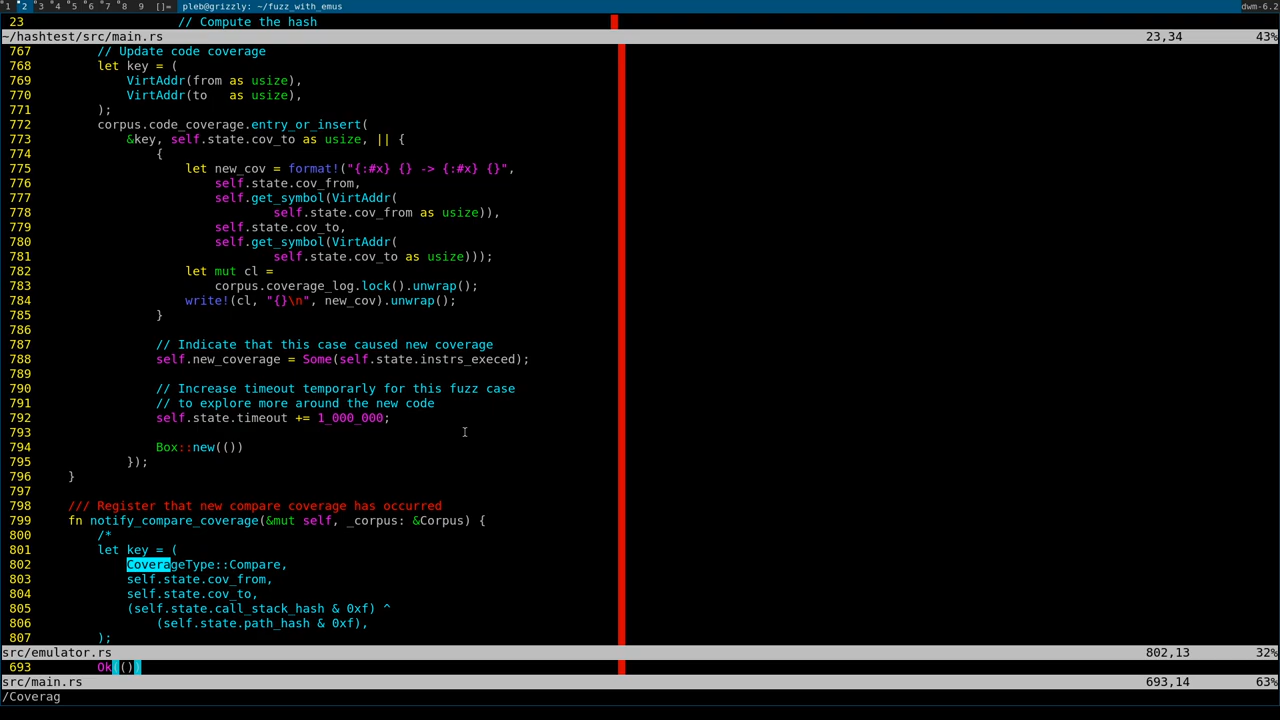 1 2 3 4 5 6 7 8 9 []= pleb@grizzly: ~/fuzz_with_emus dwm-6.2
23 // Compute the hash
~/hashtest/src/main.rs 23,34 43%
767 // Update code coverage
768 let key = (
769 VirtAddr(from as usize),
770 VirtAddr(to as usize),
771 );
772 corpus.code_coverage.entry_or_insert(
773 &key, self.state.cov_to as usize, || {
774 {
775 let new_cov = format!("{:#x} {} -> {:#x} {}",
776 self.state.cov_from,
777 self.get_symbol(VirtAddr(
778 self.state.cov_from as usize)),
779 self.state.cov_to,
780 self.get_symbol(VirtAddr(
781 self.state.cov_to as usize)));
782 let mut cl =
783 corpus.coverage_log.lock().unwrap();
784 write!(cl, "{}\n", new_cov).unwrap();
785 }
786
787 // Indicate that this case caused new coverage
788 self.new_coverage = Some(self.state.instrs_execed);
789
790 // Increase timeout temporarly for this fuzz case
791 // to explore more around the new code
792 self.state.timeout += 1_000_000;
793
794 Box::new(())
795 });
796 }
797
798 /// Register that new compare coverage has occurred
799 fn notify_compare_coverage(&mut self, _corpus: &Corpus) {
800 /*
801 let key = (
802 CoverageType::Compare,
803 self.state.cov_from,
804 self.state.cov_to,
805 (self.state.call_stack_hash & 0xf) ^
806 (self.state.path_hash & 0xf),
807 );
src/emulator.rs 802,13 32%
693 Ok(())
src/main.rs 693,14 63%
/Coverag